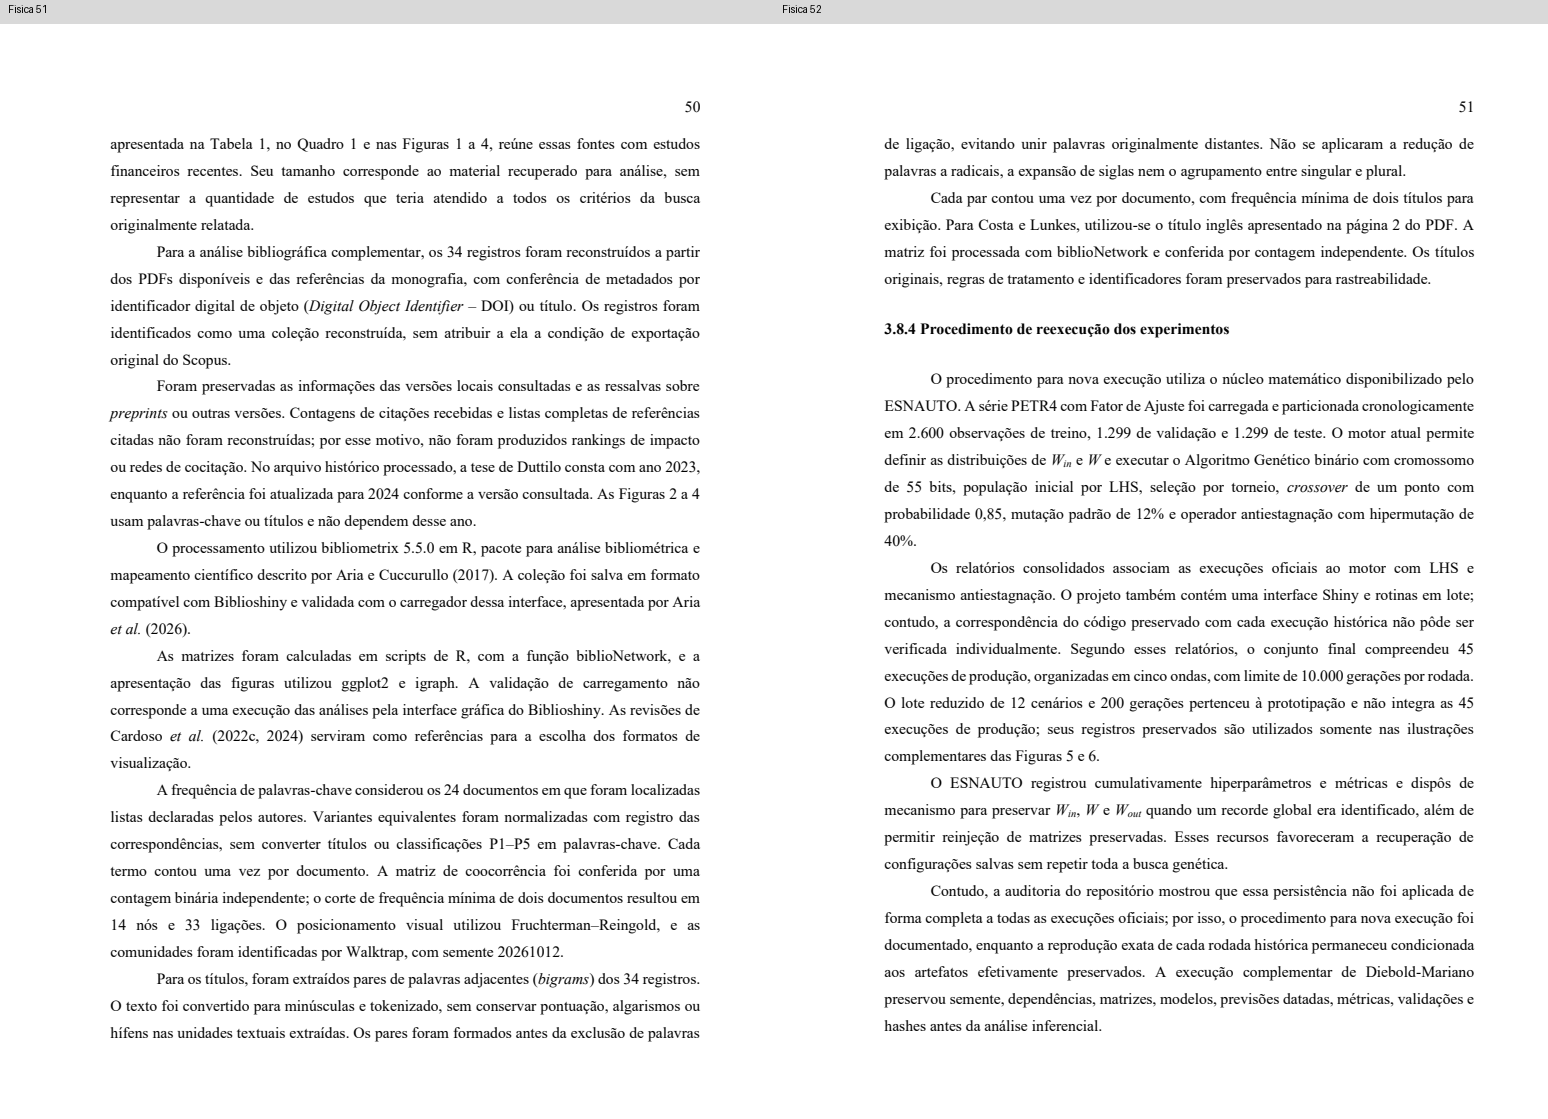 Fisica 51
50
apresentada na Tabela 1, no Quadro 1 e nas Figuras 1 a 4, reúne essas fontes com estudos
financeiros recentes. Seu tamanho corresponde ao material recuperado para análise, sem
representar a quantidade de estudos que teria atendido a todos os critérios da busca
originalmente relatada.
Para a análise bibliográfica complementar, os 34 registros foram reconstruídos a partir
dos PDFs disponíveis e das referências da monografia, com conferência de metadados por
identificador digital de objeto (Digital Object Identifier – DOI) ou título. Os registros foram
identificados como uma coleção reconstruída, sem atribuir a ela a condição de exportação
original do Scopus.
Foram preservadas as informações das versões locais consultadas e as ressalvas sobre
preprints ou outras versões. Contagens de citações recebidas e listas completas de referências
citadas não foram reconstruídas; por esse motivo, não foram produzidos rankings de impacto
ou redes de cocitação. No arquivo histórico processado, a tese de Duttilo consta com ano 2023,
enquanto a referência foi atualizada para 2024 conforme a versão consultada. As Figuras 2 a 4
usam palavras-chave ou títulos e não dependem desse ano.
O processamento utilizou bibliometrix 5.5.0 em R, pacote para análise bibliométrica e
mapeamento científico descrito por Aria e Cuccurullo (2017). A coleção foi salva em formato
compatível com Biblioshiny e validada com o carregador dessa interface, apresentada por Aria
et al. (2026).
As matrizes foram calculadas em scripts de R, com a função biblioNetwork, e a
apresentação das figuras utilizou ggplot2 e igraph. A validação de carregamento não
corresponde a uma execução das análises pela interface gráfica do Biblioshiny. As revisões de
Cardoso et al. (2022c, 2024) serviram como referências para a escolha dos formatos de
visualização.
A frequência de palavras-chave considerou os 24 documentos em que foram localizadas
listas declaradas pelos autores. Variantes equivalentes foram normalizadas com registro das
correspondências, sem converter títulos ou classificações P1–P5 em palavras-chave. Cada
termo contou uma vez por documento. A matriz de coocorrência foi conferida por uma
contagem binária independente; o corte de frequência mínima de dois documentos resultou em
14 nós e 33 ligações. O posicionamento visual utilizou Fruchterman–Reingold, e as
comunidades foram identificadas por Walktrap, com semente 20261012.
Para os títulos, foram extraídos pares de palavras adjacentes (bigrams) dos 34 registros.
O texto foi convertido para minúsculas e tokenizado, sem conservar pontuação, algarismos ou
hífens nas unidades textuais extraídas. Os pares foram formados antes da exclusão de palavras
Fisica 52
51
de ligação, evitando unir palavras originalmente distantes. Não se aplicaram a redução de
palavras a radicais, a expansão de siglas nem o agrupamento entre singular e plural.
Cada par contou uma vez por documento, com frequência mínima de dois títulos para
exibição. Para Costa e Lunkes, utilizou-se o título inglês apresentado na página 2 do PDF. A
matriz foi processada com biblioNetwork e conferida por contagem independente. Os títulos
originais, regras de tratamento e identificadores foram preservados para rastreabilidade.
3.8.4 Procedimento de reexecução dos experimentos
O procedimento para nova execução utiliza o núcleo matemático disponibilizado pelo
ESNAUTO. A série PETR4 com Fator de Ajuste foi carregada e particionada cronologicamente
em 2.600 observações de treino, 1.299 de validação e 1.299 de teste. O motor atual permite
definir as distribuições de Win e W e executar o Algoritmo Genético binário com cromossomo
de 55 bits, população inicial por LHS, seleção por torneio, crossover de um ponto com
probabilidade 0,85, mutação padrão de 12% e operador antiestagnação com hipermutação de
40%.
Os relatórios consolidados associam as execuções oficiais ao motor com LHS e
mecanismo antiestagnação. O projeto também contém uma interface Shiny e rotinas em lote;
contudo, a correspondência do código preservado com cada execução histórica não pôde ser
verificada individualmente. Segundo esses relatórios, o conjunto final compreendeu 45
execuções de produção, organizadas em cinco ondas, com limite de 10.000 gerações por rodada.
O lote reduzido de 12 cenários e 200 gerações pertenceu à prototipação e não integra as 45
execuções de produção; seus registros preservados são utilizados somente nas ilustrações
complementares das Figuras 5 e 6.
O ESNAUTO registrou cumulativamente hiperparâmetros e métricas e dispôs de
mecanismo para preservar Win, W e Wout quando um recorde global era identificado, além de
permitir reinjeção de matrizes preservadas. Esses recursos favoreceram a recuperação de
configurações salvas sem repetir toda a busca genética.
Contudo, a auditoria do repositório mostrou que essa persistência não foi aplicada de
forma completa a todas as execuções oficiais; por isso, o procedimento para nova execução foi
documentado, enquanto a reprodução exata de cada rodada histórica permaneceu condicionada
aos artefatos efetivamente preservados. A execução complementar de Diebold-Mariano
preservou semente, dependências, matrizes, modelos, previsões datadas, métricas, validações e
hashes antes da análise inferencial.